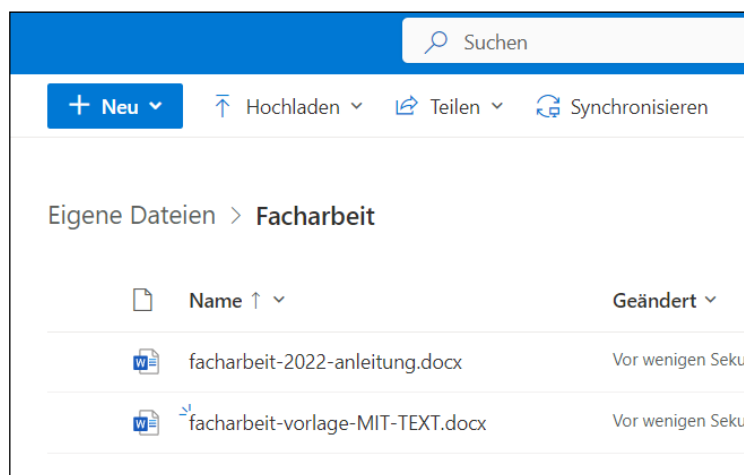 Suchen
+ Neu
Hochladen
Teilen
Synchronisieren
Eigene Dateien > Facharbeit
Name ↑
Geändert
facharbeit-2022-anleitung.docx
Vor wenigen Seku
facharbeit-vorlage-MIT-TEXT.docx
Vor wenigen Seku